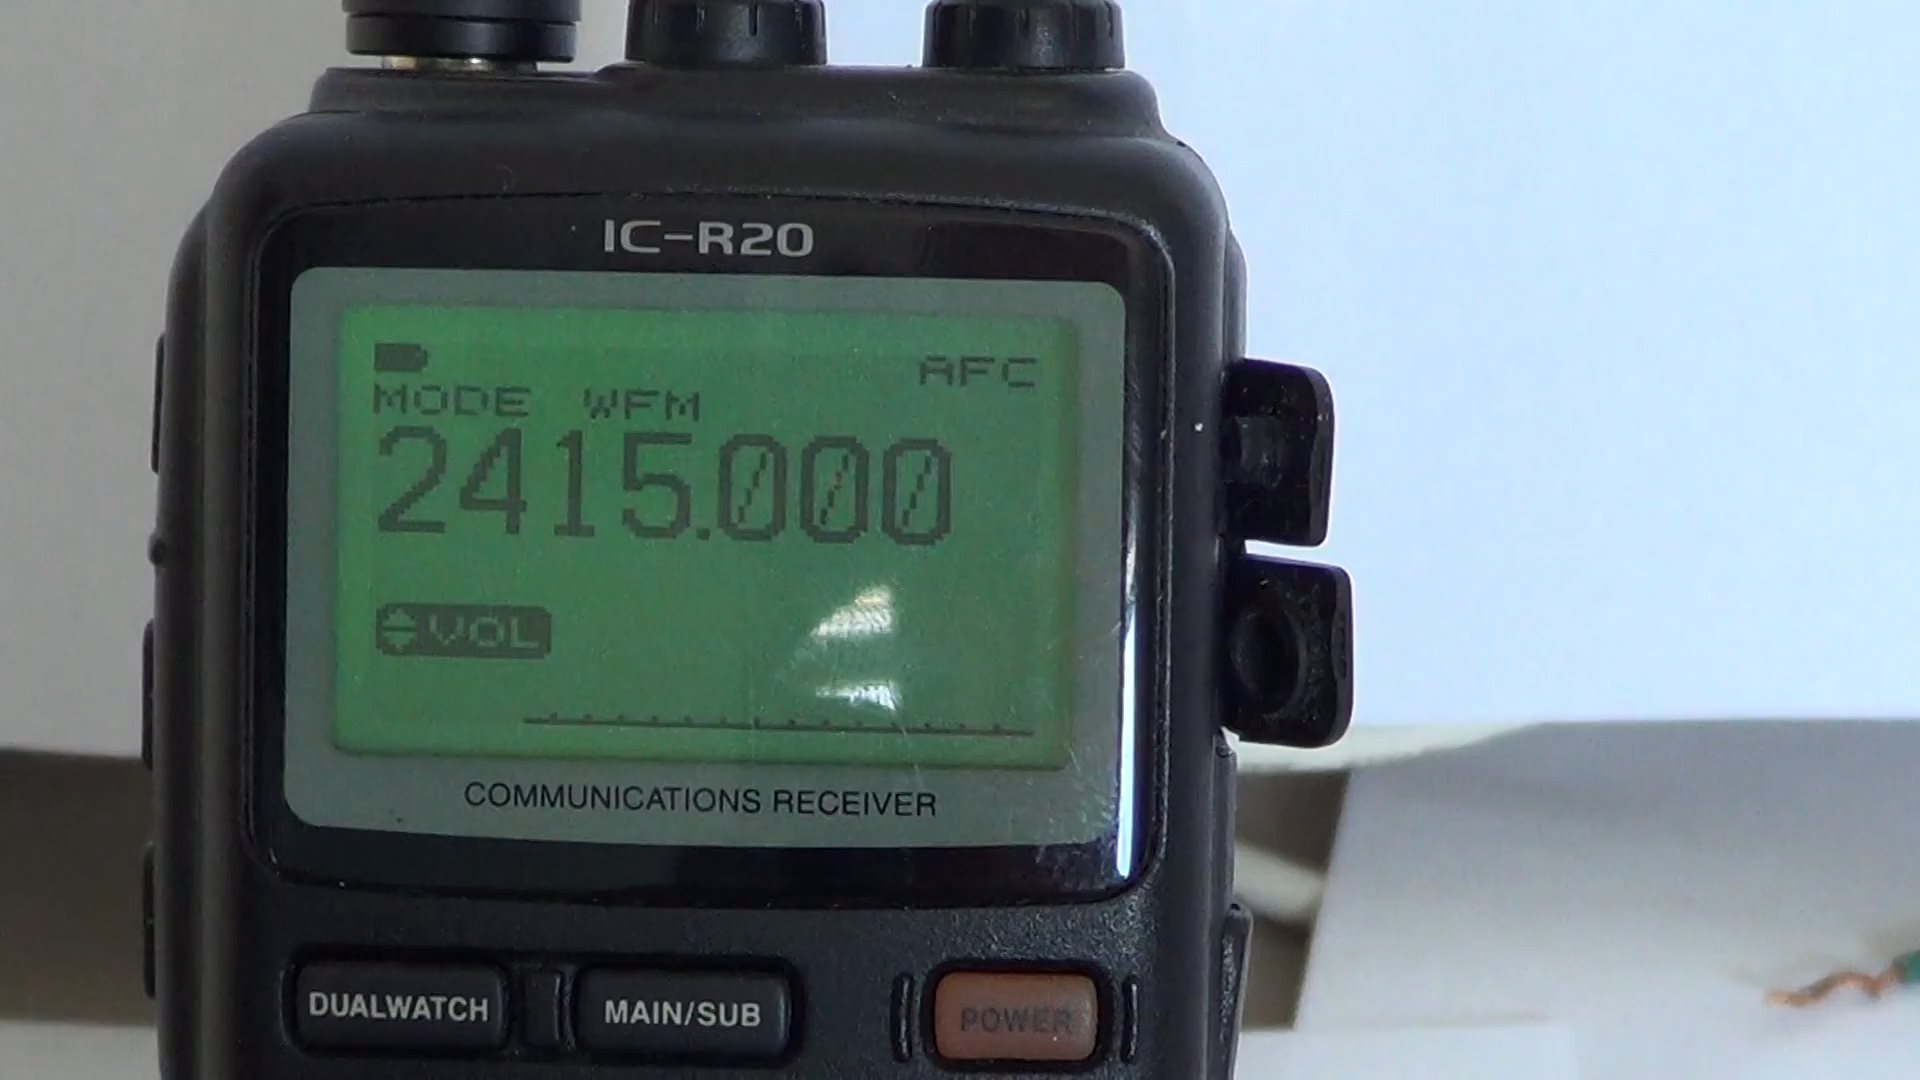 IC-R20
AFC
MODE WFM
2415.000
VOL
COMMUNICATIONS RECEIVER
DUALWATCH MAIN/SUB POWER